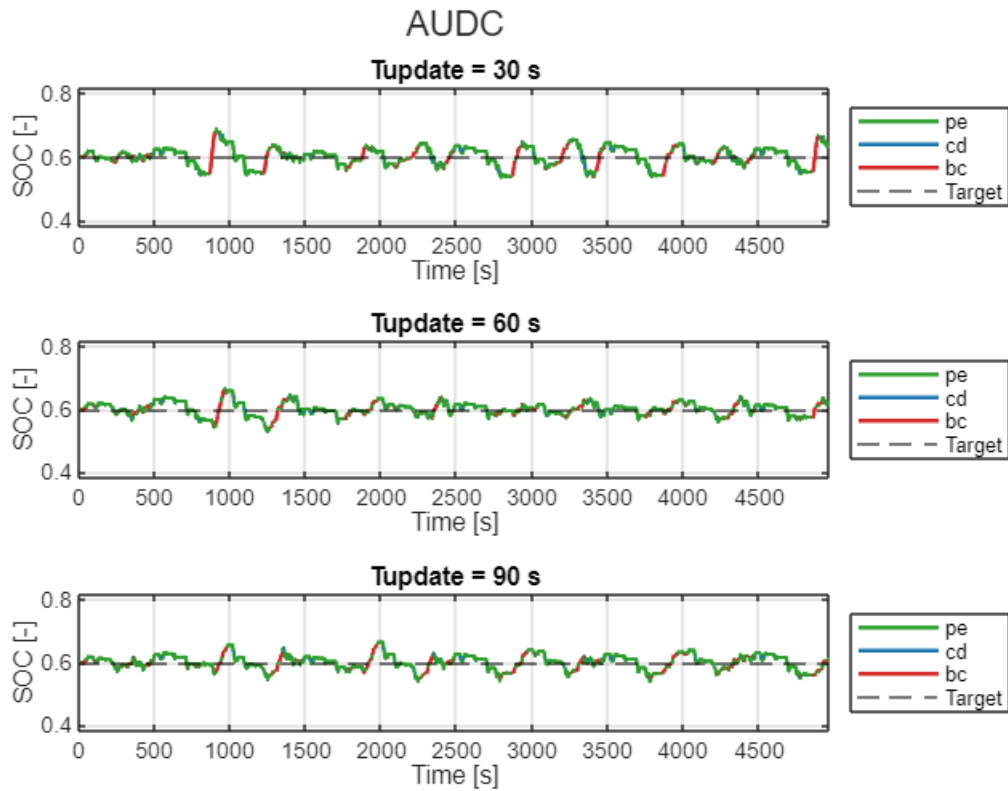 AUDC
Tupdate = 30 s
0.8
0.6
0.4
SOC [-]
0 500 1000 1500 2000 2500 3000 3500 4000 4500
Time [s]
pe
cd
bc
Target
Tupdate = 60 s
0.8
0.6
0.4
SOC [-]
0 500 1000 1500 2000 2500 3000 3500 4000 4500
Time [s]
pe
cd
bc
Target
Tupdate = 90 s
0.8
0.6
0.4
SOC [-]
0 500 1000 1500 2000 2500 3000 3500 4000 4500
Time [s]
pe
cd
bc
Target